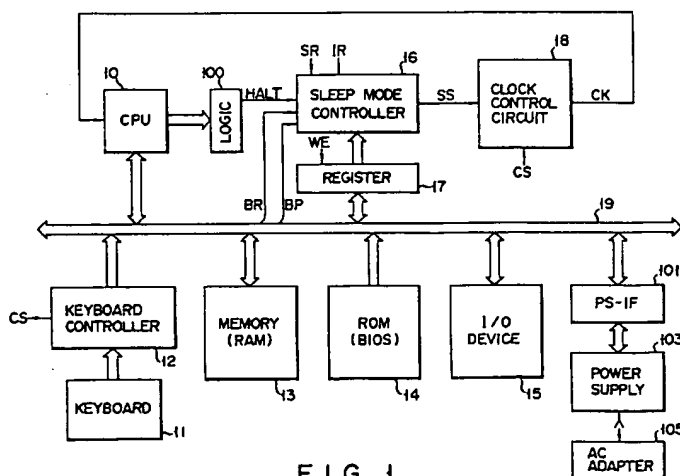 SR IR
16
18
10
100
HALT
CPU
LOGIC
SLEEP MODE
CONTROLLER
SS
CLOCK
CONTROL
CIRCUIT
CK
WE
CS
REGISTER
17
BR
BP
19
101
CS
KEYBOARD
CONTROLLER
12
MEMORY
(RAM)
13
ROM
(BIOS)
14
I/O
DEVICE
15
PS-IF
103
POWER
SUPPLY
KEYBOARD
11
105
AC
ADAPTER
FIG. 1